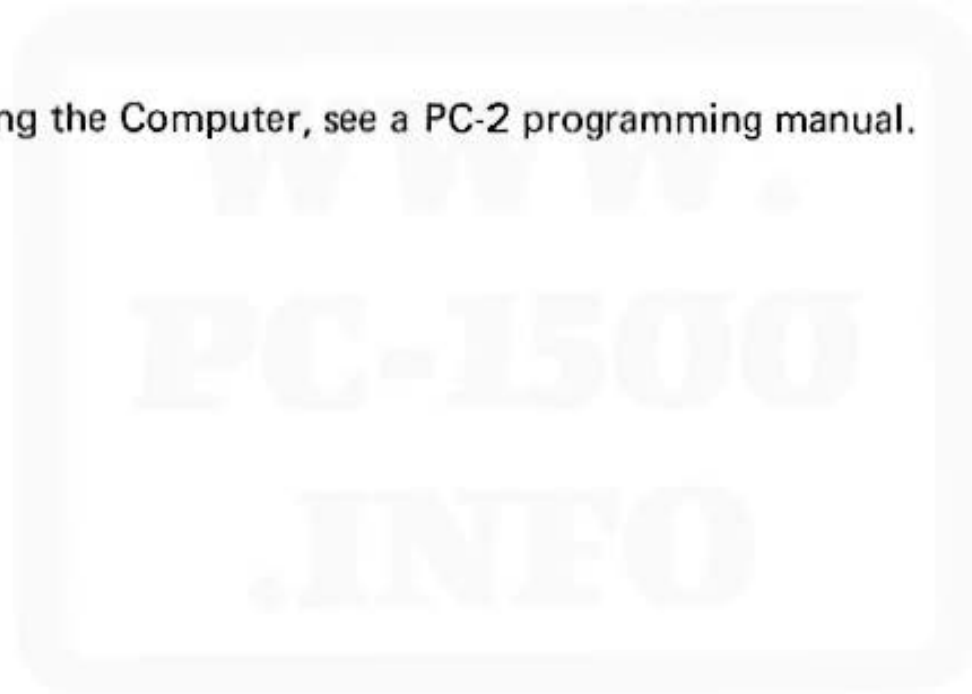 ng the Computer, see a PC-2 programming manual.
WWW.
PC-1500
.INFO